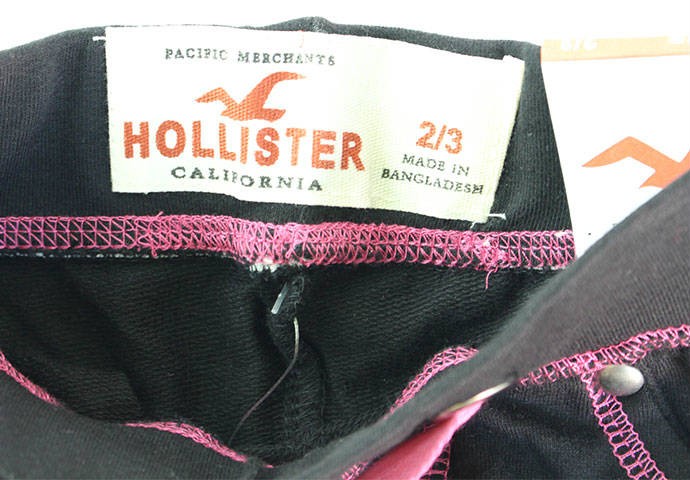 PACIFIC MERCHANTS
HOLLISTER
CALIFORNIA
2/3
MADE IN
BANGLADESH